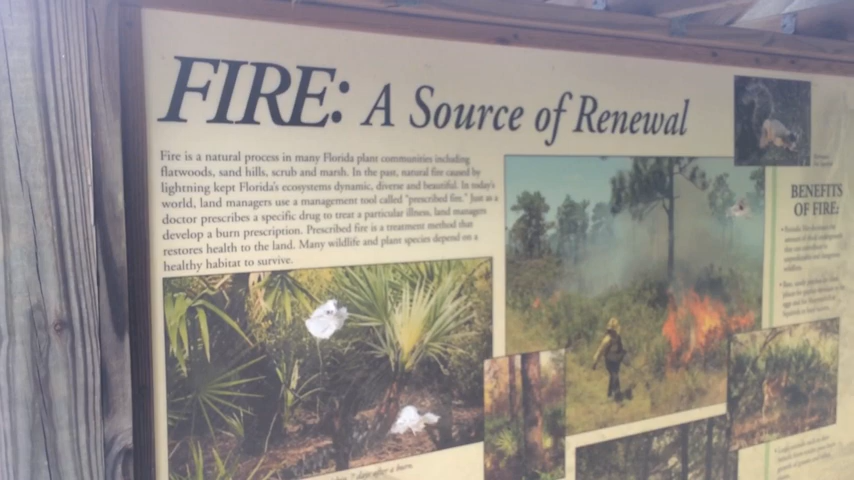 FIRE: A Source of Renewal
Fire is a natural process in many Florida plant communities including
flatwoods, sand hills, scrub and marsh. In the past, natural fire caused by
lightning kept Florida's ecosystems dynamic, diverse and beautiful. In today's
world, land managers use a management tool called "prescribed fire." Just as a
doctor prescribes a specific drug to treat a particular illness, land managers
develop a burn prescription. Prescribed fire is a treatment method that
restores health to the land. Many wildlife and plant species depend on a
healthy habitat to survive.
BENEFITS
OF FIRE:
7 days after a burn.